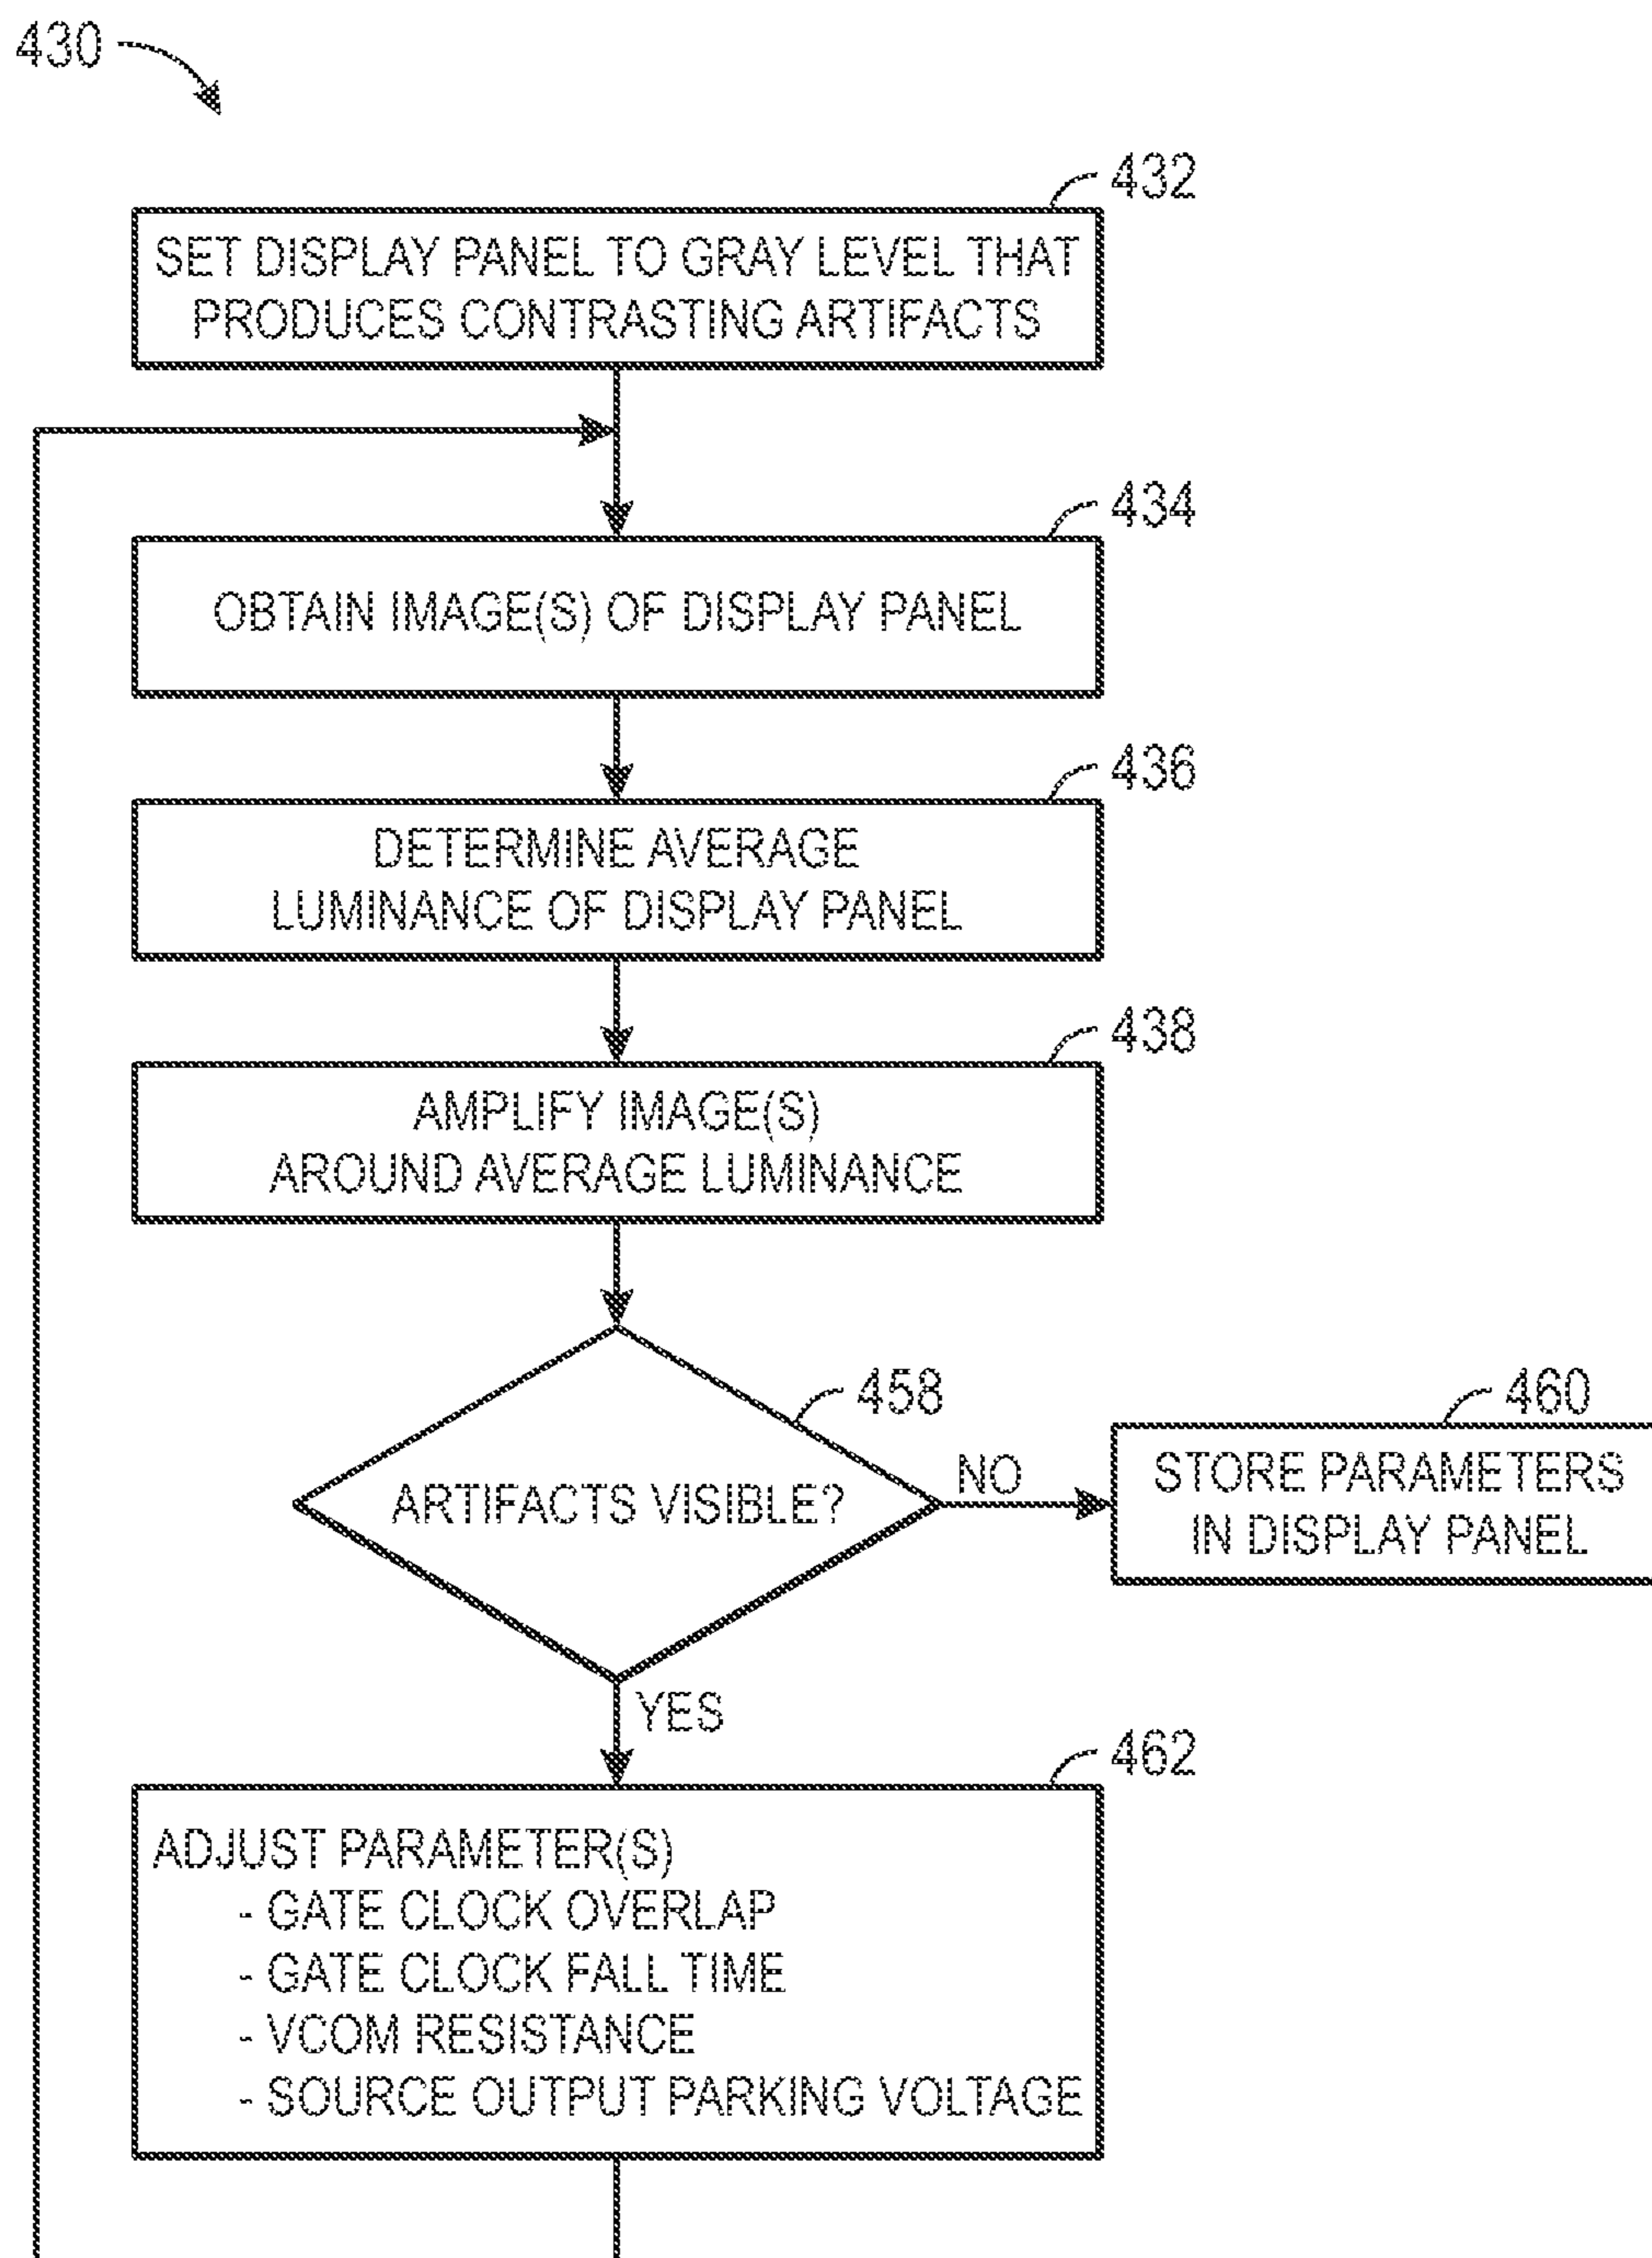 430
432
SET DISPLAY PANEL TO GRAY LEVEL THAT
PRODUCES CONTRASTING ARTIFACTS
434
OBTAIN IMAGE(S) OF DISPLAY PANEL
436
DETERMINE AVERAGE
LUMINANCE OF DISPLAY PANEL
438
AMPLIFY IMAGE(S)
AROUND AVERAGE LUMINANCE
458
ARTIFACTS VISIBLE?
NO
460
STORE PARAMETERS
IN DISPLAY PANEL
YES
462
ADJUST PARAMETER(S)
- GATE CLOCK OVERLAP
- GATE CLOCK FALL TIME
- VCOM RESISTANCE
- SOURCE OUTPUT PARKING VOLTAGE